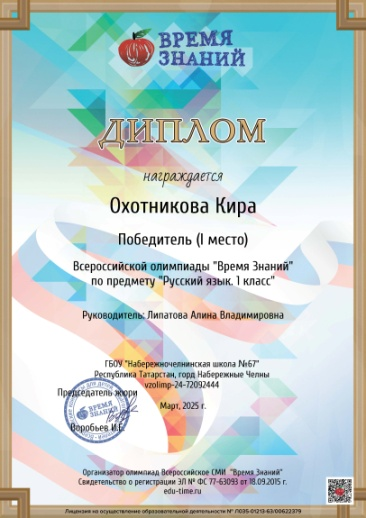 ВРЕМЯ
ЗНАНИЙ
ДИПЛОМ
награждается
Охотникова Кира
Победитель (I место)
Всероссийской олимпиады "Время Знаний"
по предмету "Русский язык. 1 класс"
Руководитель: Липатова Алина Владимировна
ГБОУ "Набережночелнинская школа №67"
Республика Татарстан, горд Набережные Челны
vzolimp-24-72092444
Председатель жюри
ВРЕМЯ
ЗНАНИЙ
Март, 2025 г.
Воробьев И.Е.
Организатор олимпиад Всероссийское СМИ "Время Знаний"
Свидетельство о регистрации ЭЛ № ФС 77-63093 от 18.09.2015 г.
edu-time.ru
Лицензия на осуществление образовательной деятельности № Л035-01213-63/00622379